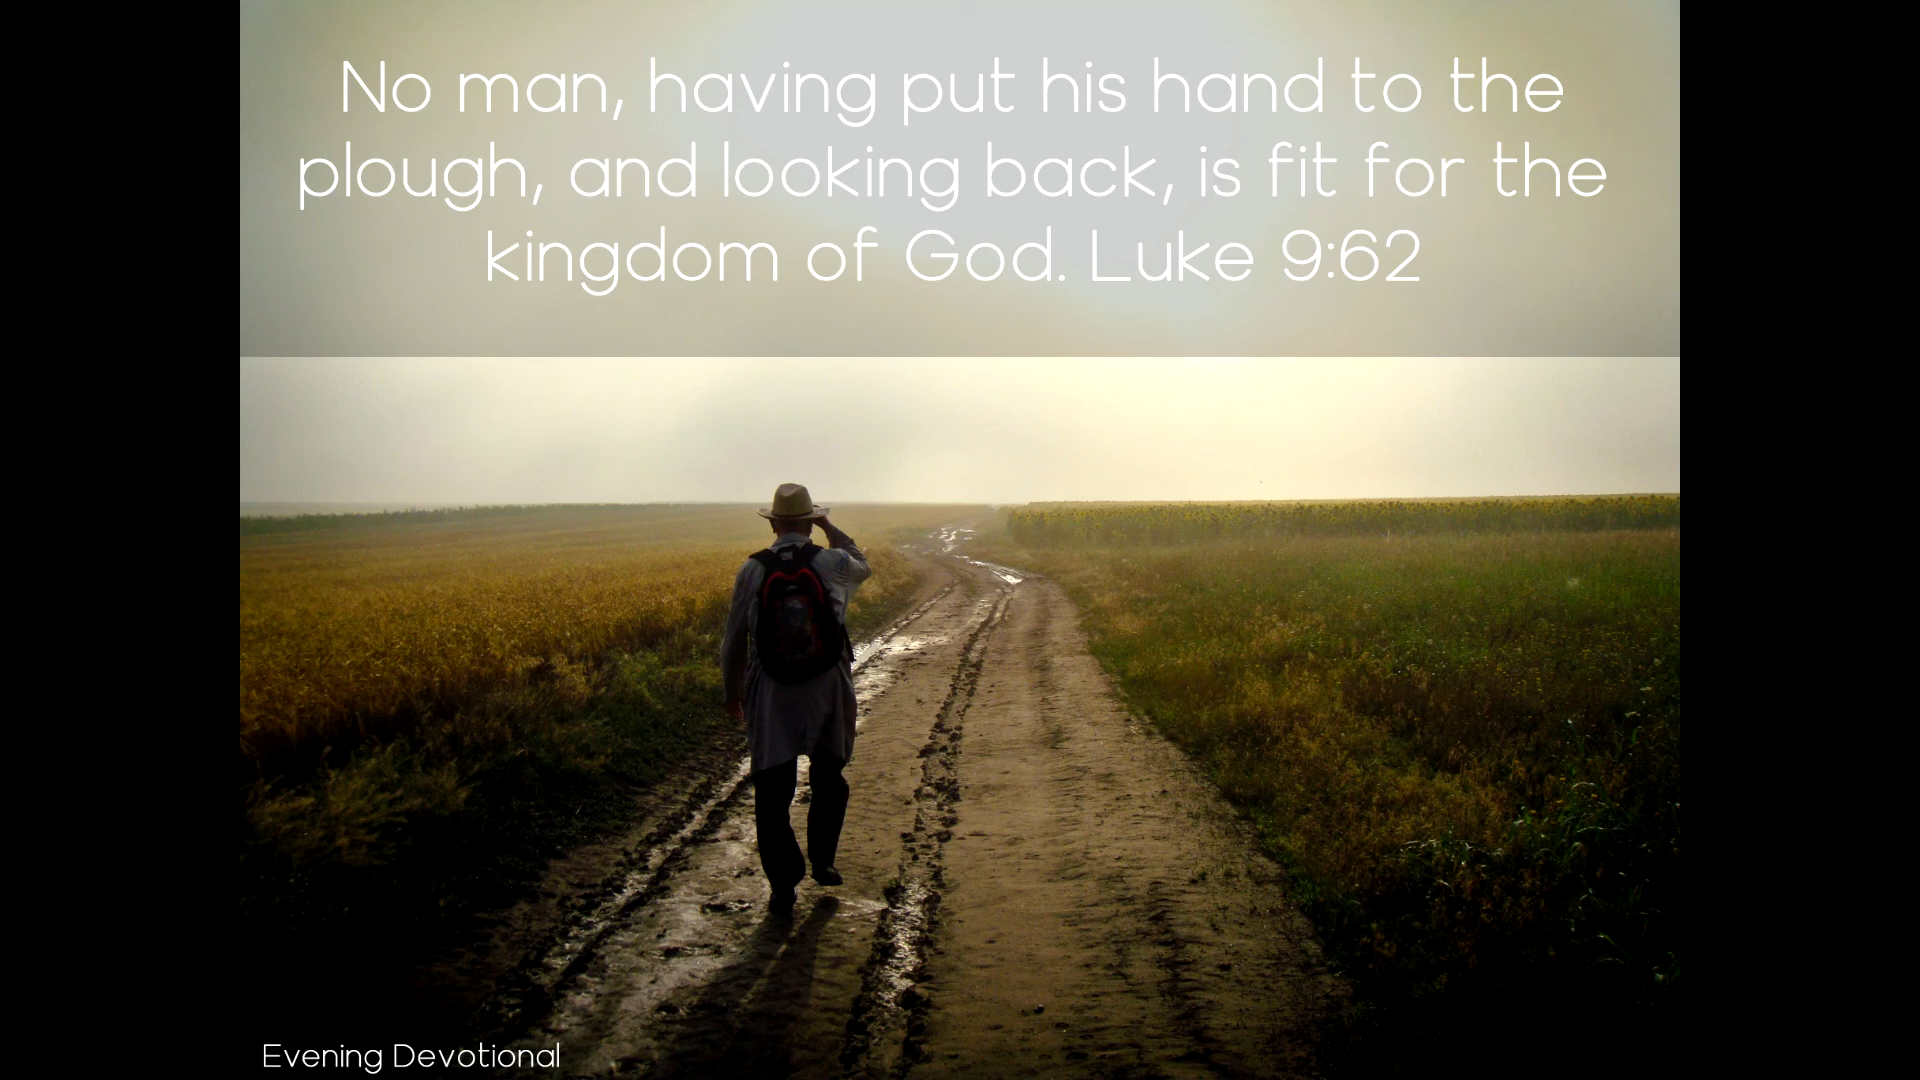 No man, having put his hand to the
plough, and looking back, is fit for the
kingdom of God. Luke 9:62
Evening Devotional